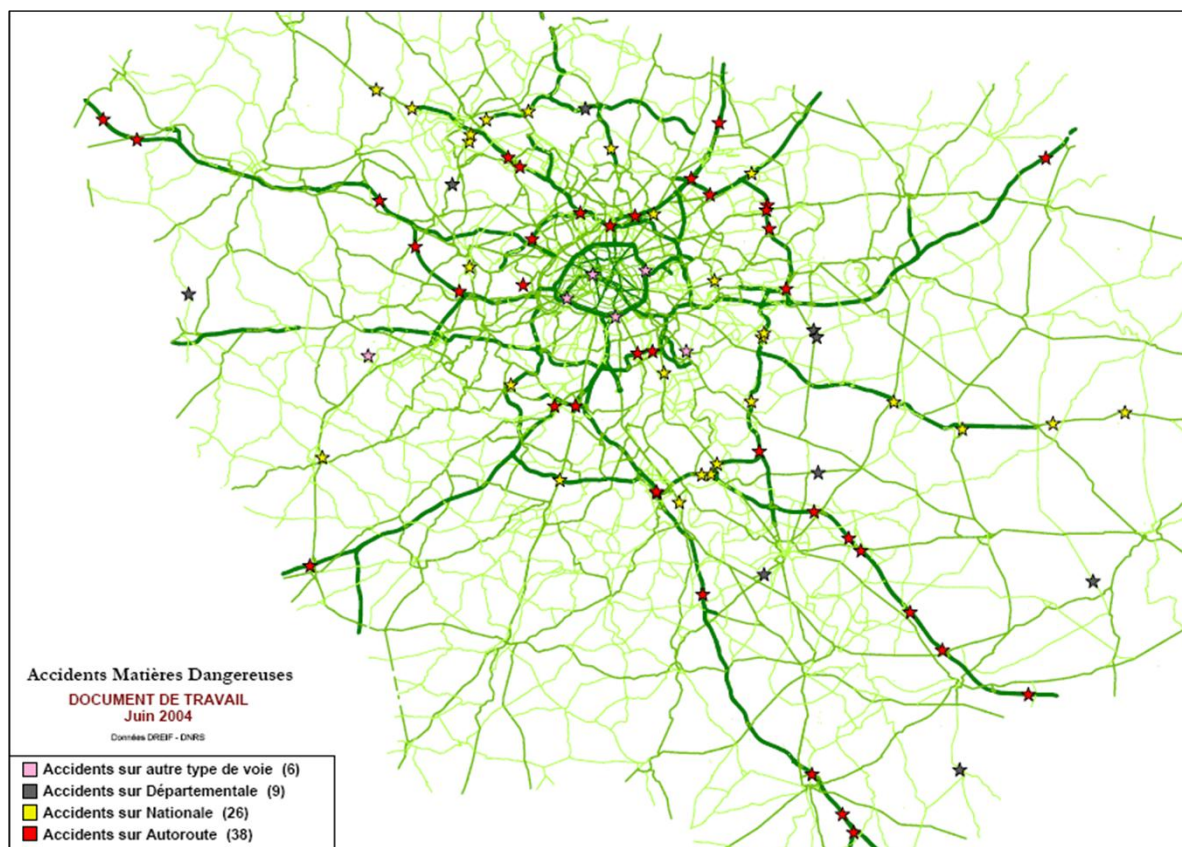 Accidents Matières Dangereuses
DOCUMENT DE TRAVAIL
Juin 2004
Données DREIF - DNRS
Accidents sur autre type de voie (6)
Accidents sur Départementale (9)
Accidents sur Nationale (26)
Accidents sur Autoroute (38)